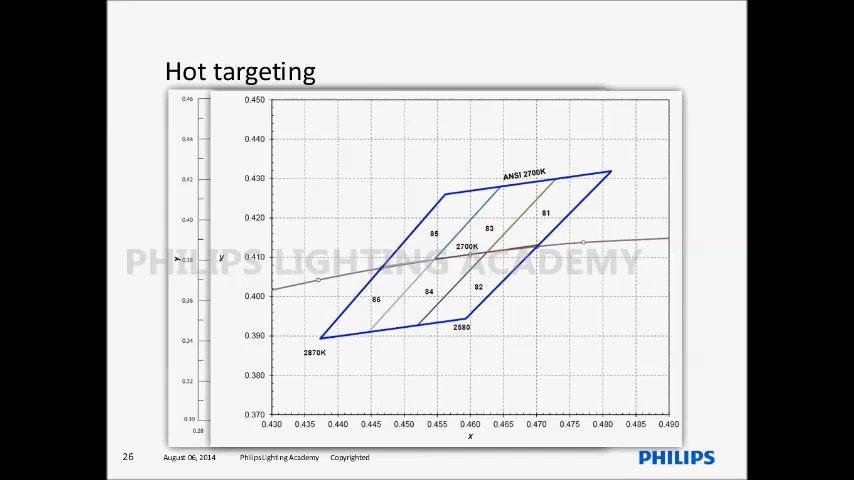 Hot targeting
0.46
0.44
0.42
0.40
0.38
0.36
0.34
0.32
0.30
0.28
y
0.450
0.440
0.430
0.420
0.410
0.400
0.390
0.380
0.370
y
ANSI 2700K
85
83
81
2700K
86
84
82
2580
2870K
PHILIPS LIGHTING ACADEMY
0.430 0.435 0.440 0.445 0.450 0.455 0.460 0.465 0.470 0.475 0.480 0.485 0.490
x
26 August 06, 2014 Philips Lighting Academy Copyrighted
PHILIPS